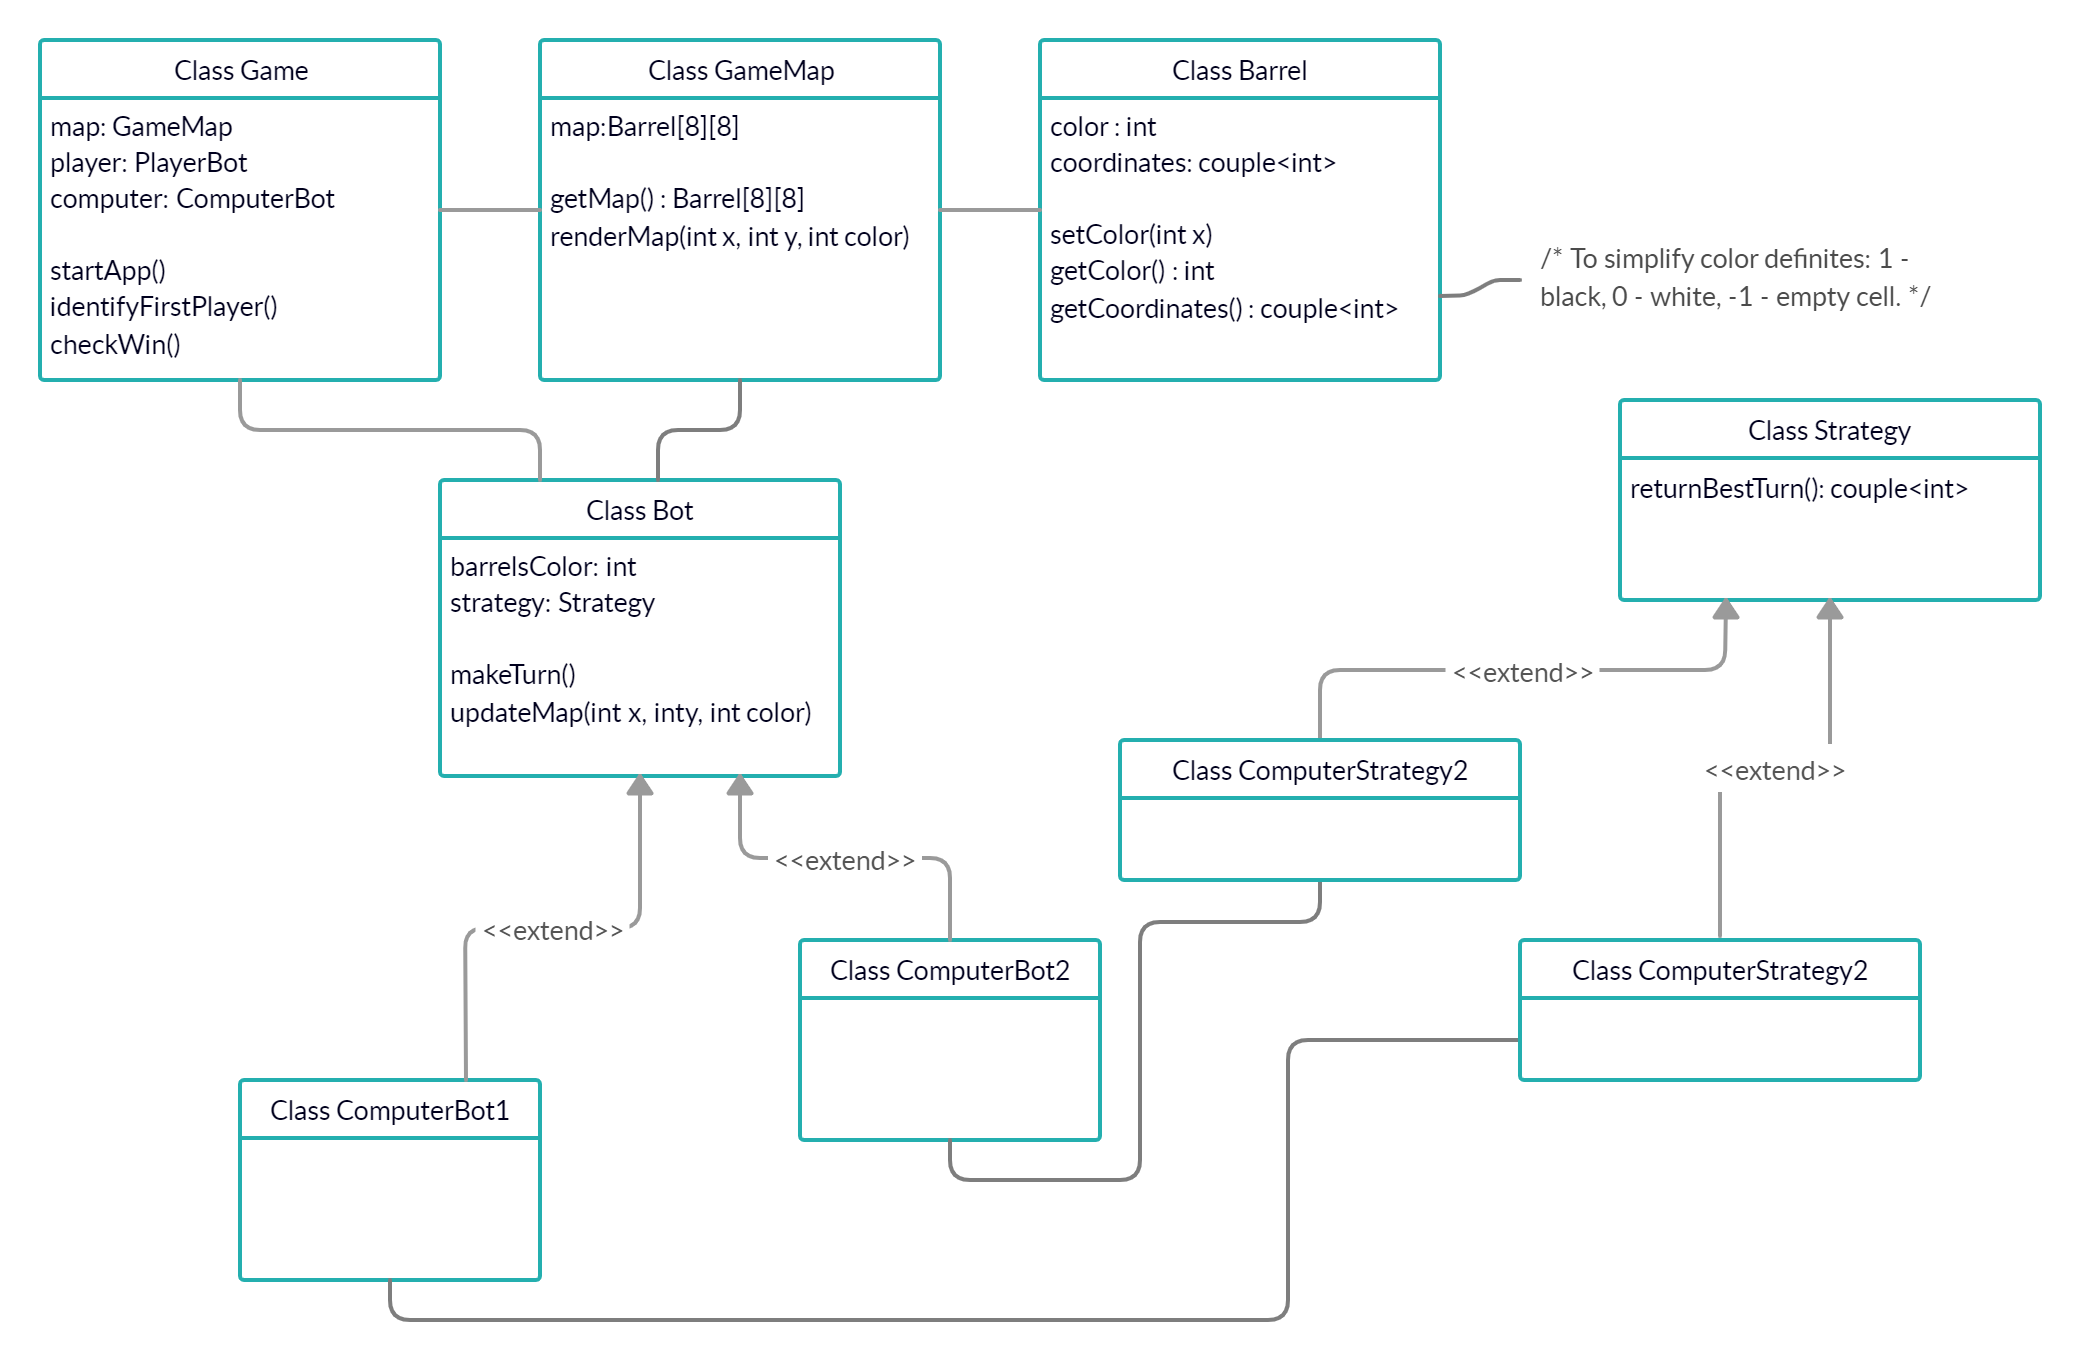 Class Game
map: GameMap
player: PlayerBot
computer: ComputerBot
startApp()
identifyFirstPlayer()
checkWin()
Class GameMap
map:Barrel[8][8]
getMap() : Barrel[8][8]
renderMap(int x, int y, int color)
Class Barrel
color : int
coordinates: couple<int>
setColor(int x)
getColor() : int
getCoordinates() : couple<int>
/* To simplify color definites: 1 -
black, 0 - white, -1 - empty cell. */
Class Strategy
returnBestTurn(): couple<int>
Class Bot
barrelsColor: int
strategy: Strategy
makeTurn()
updateMap(int x, inty, int color)
<<extend>>
<<extend>>
Class ComputerStrategy2
<<extend>>
<<extend>>
Class ComputerBot2
Class ComputerStrategy2
Class ComputerBot1